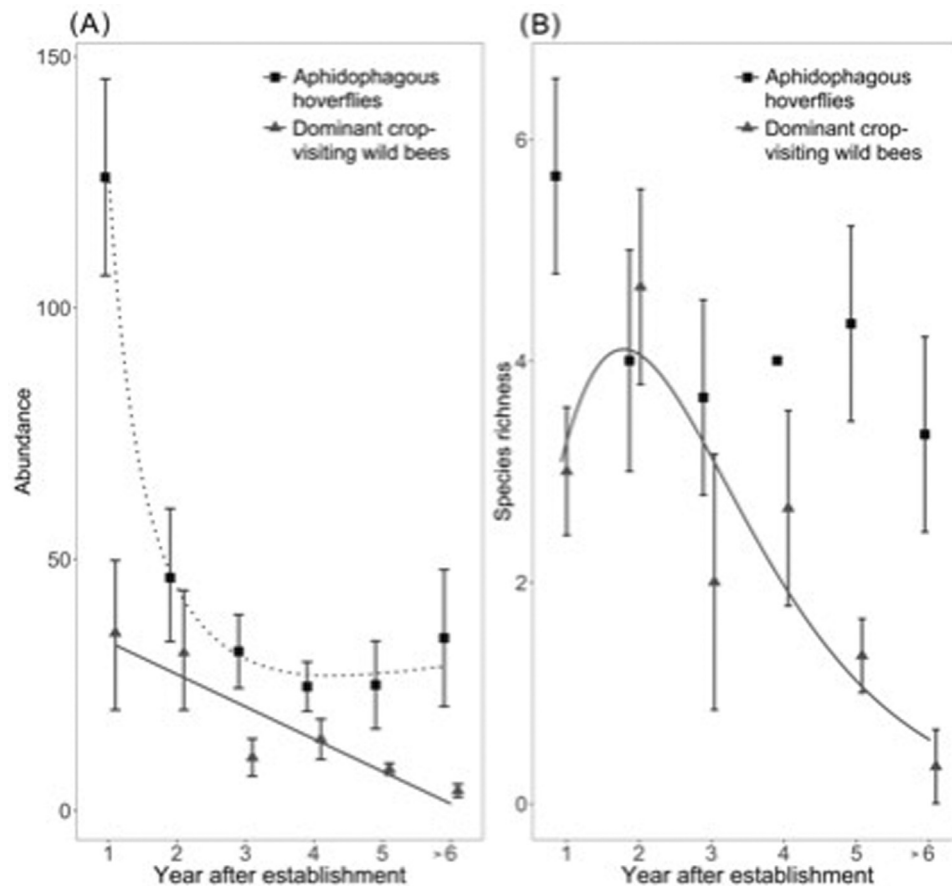 (A)
150
100
50
0
Abundance
Aphidophagous
hoverflies
Dominant crop-
visiting wild bees
1 2 3 4 5 >6
Year after establishment
(B)
6
4
2
0
Species richness
Aphidophagous
hoverflies
Dominant crop-
visiting wild bees
1 2 3 4 5 >6
Year after establishment